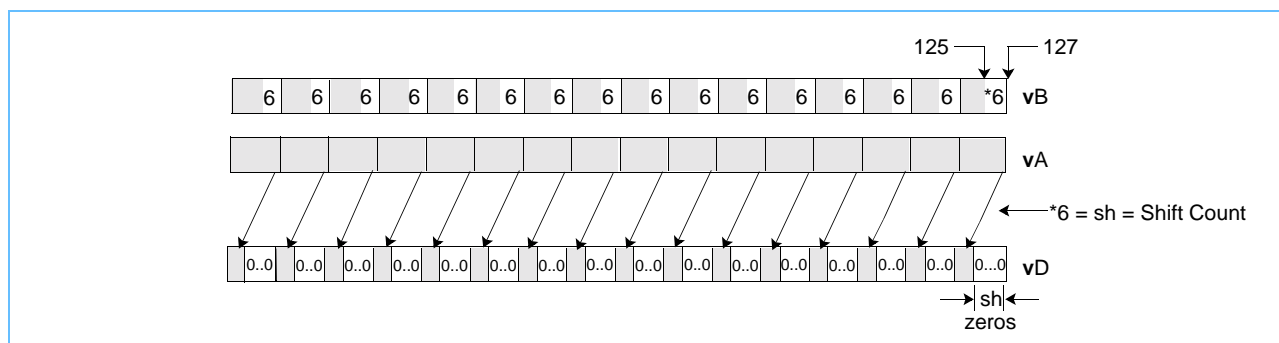 125 127
6 6 6 6 6 6 6 6 6 6 6 6 6 6 6 *6 vB
vA
*6 = sh = Shift Count
0..0 0..0 0..0 0..0 0..0 0..0 0..0 0..0 0..0 0..0 0..0 0..0 0..0 0..0 0..0 0...0 vD
sh
zeros